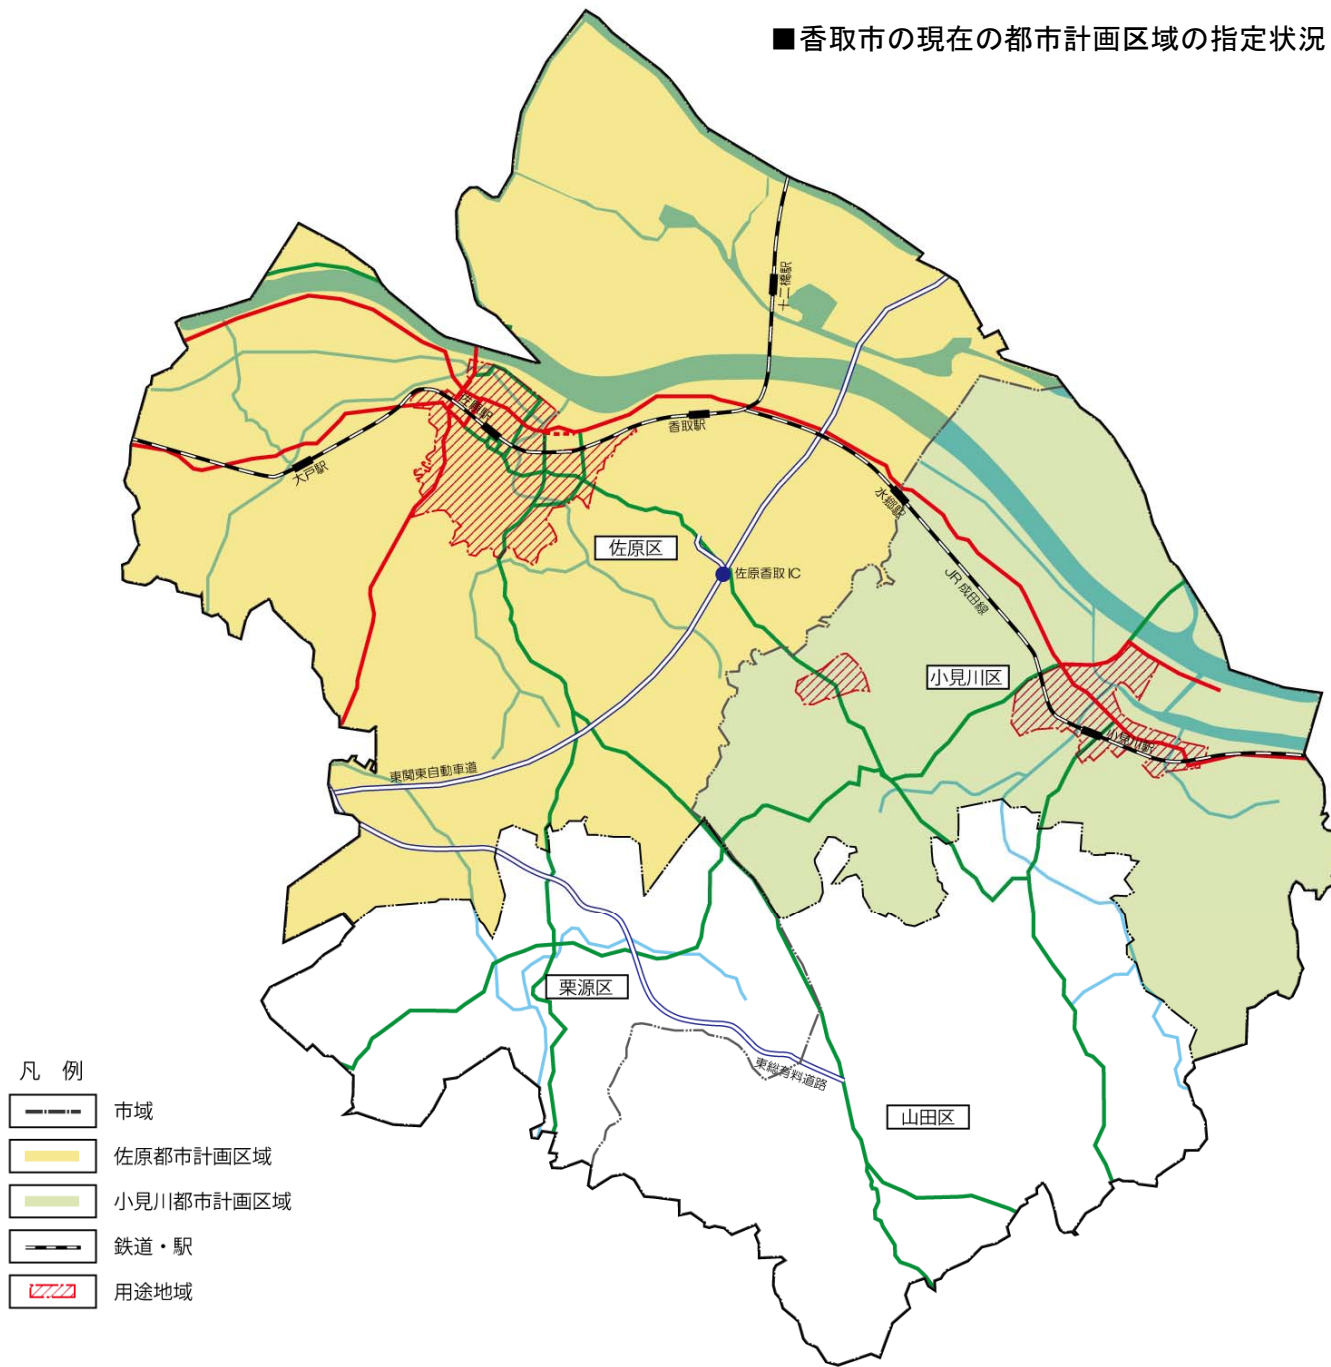 ■香取市の現在の都市計画区域の指定状況
十二橋駅
佐原駅
香取駅
大戸駅
水郷駅
佐原区
佐原香取IC
JR成田線
小見川区
小見川駅
東関東自動車道
栗源区
東総有料道路
山田区
凡 例
市域
佐原都市計画区域
小見川都市計画区域
鉄道・駅
用途地域